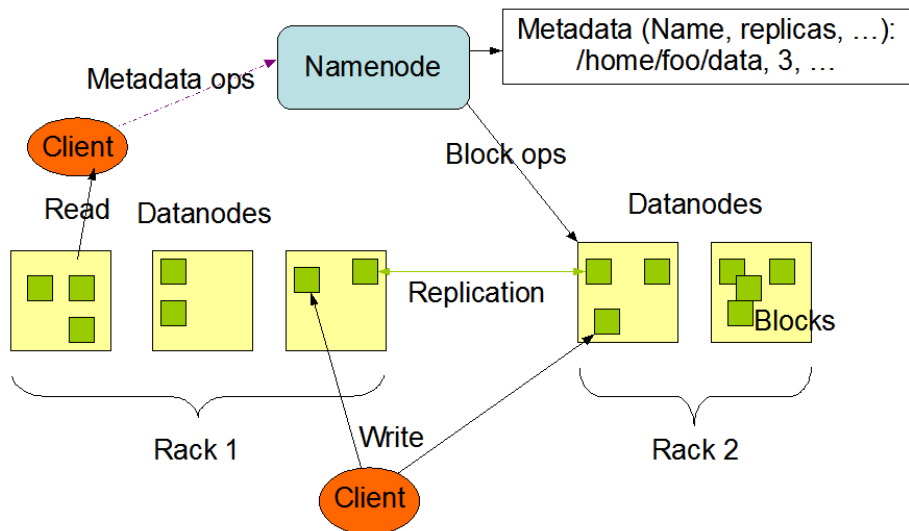 Metadata (Name, replicas, …):
/home/foo/data, 3, …
Namenode
Metadata ops
Client
Block ops
Read
Datanodes
Datanodes
Replication
Blocks
Rack 1
Write
Rack 2
Client